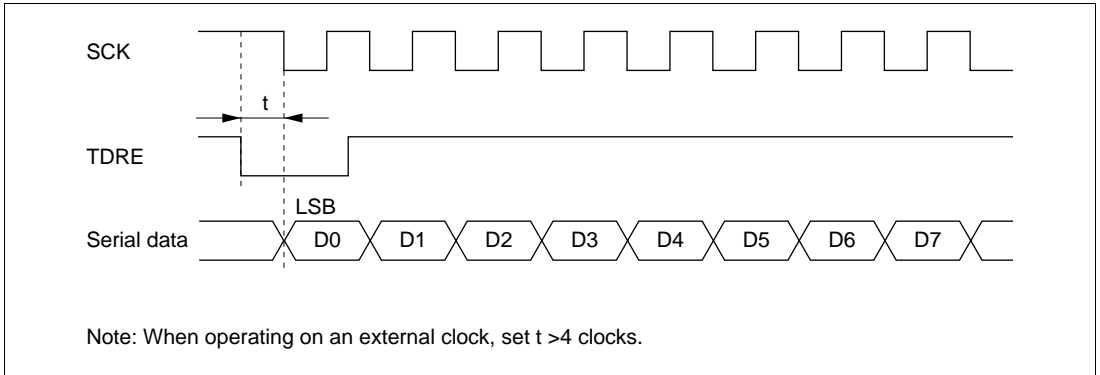 SCK
t
TDRE
LSB
Serial data D0 D1 D2 D3 D4 D5 D6 D7
Note: When operating on an external clock, set t >4 clocks.